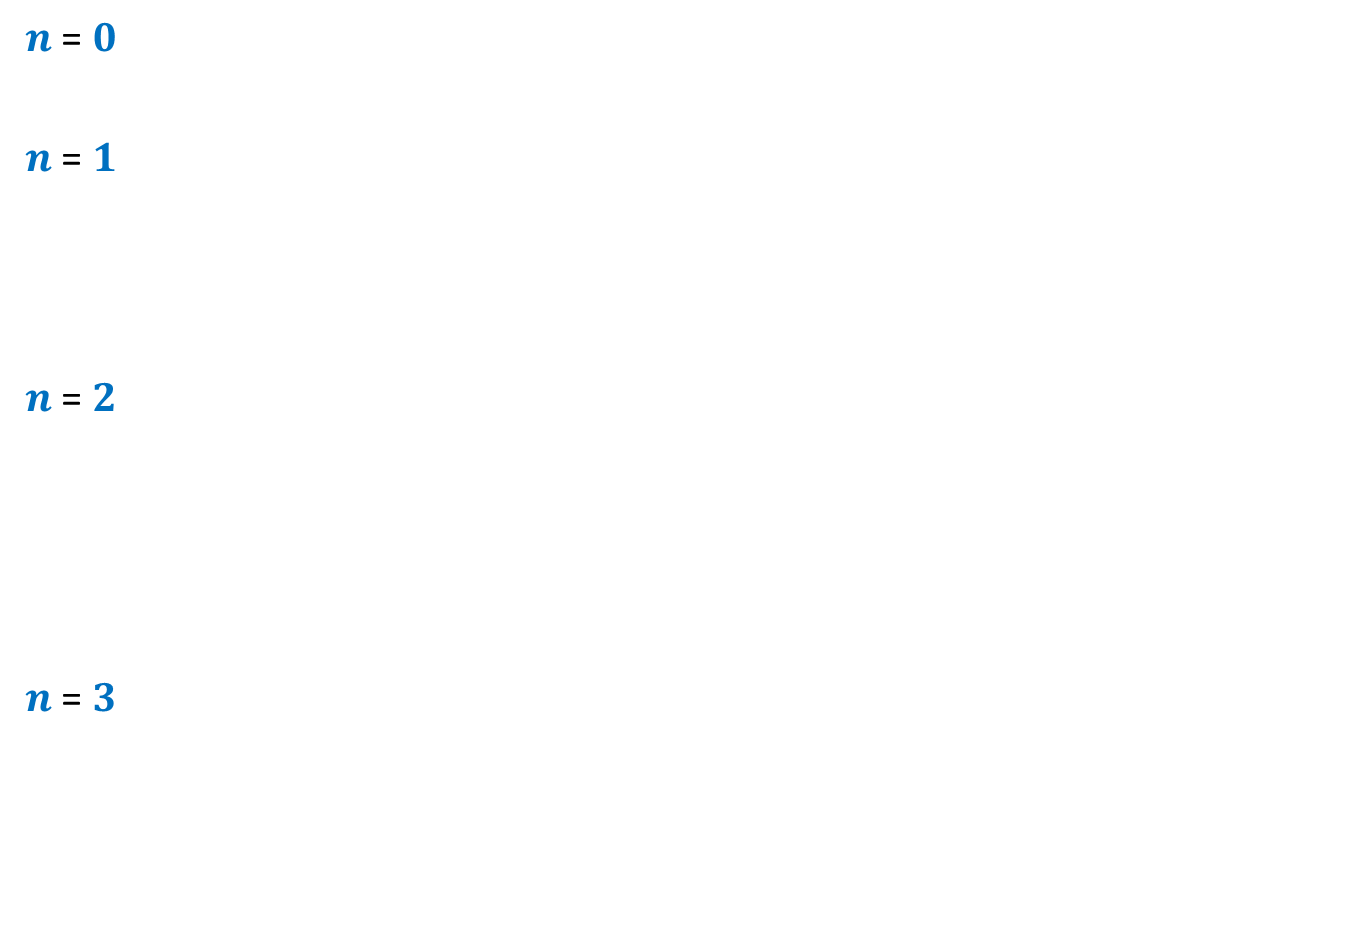 n = 0
n = 1
n = 2
n = 3